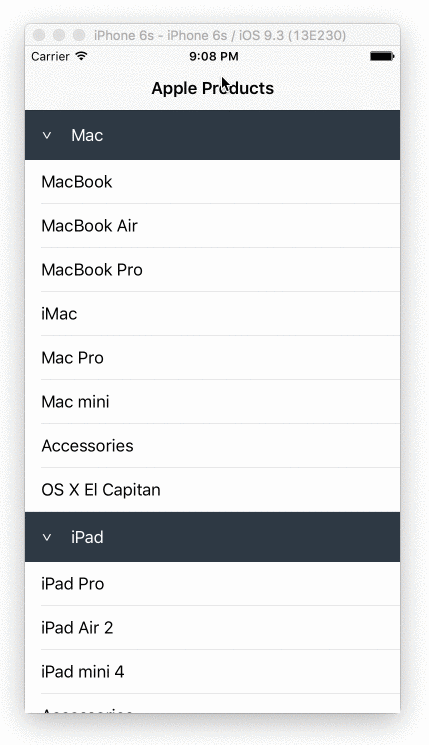 iPhone 6s - iPhone 6s / iOS 9.3 (13E230)
Carrier 9:08 PM
Apple Products
Mac
MacBook
MacBook Air
MacBook Pro
iMac
Mac Pro
Mac mini
Accessories
OS X El Capitan
iPad
iPad Pro
iPad Air 2
iPad mini 4
Accessories